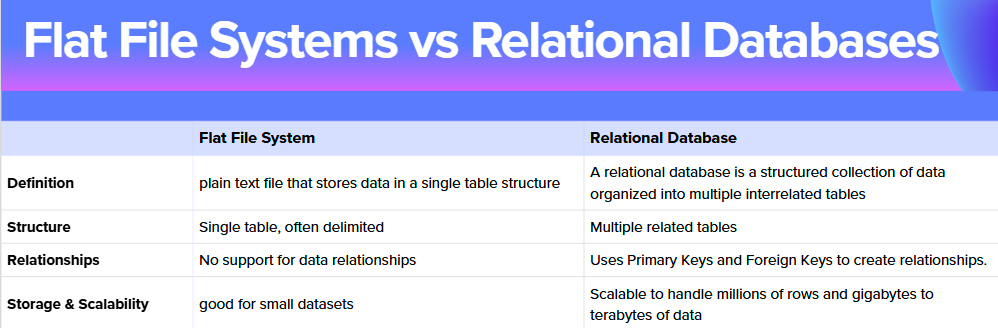 Flat File Systems vs Relational Databases
Flat File System Relational Database
Definition plain text file that stores data in a single table structure A relational database is a structured collection of data
organized into multiple interrelated tables
Structure Single table, often delimited Multiple related tables
Relationships No support for data relationships Uses Primary Keys and Foreign Keys to create relationships.
Storage & Scalability good for small datasets Scalable to handle millions of rows and gigabytes to
terabytes of data